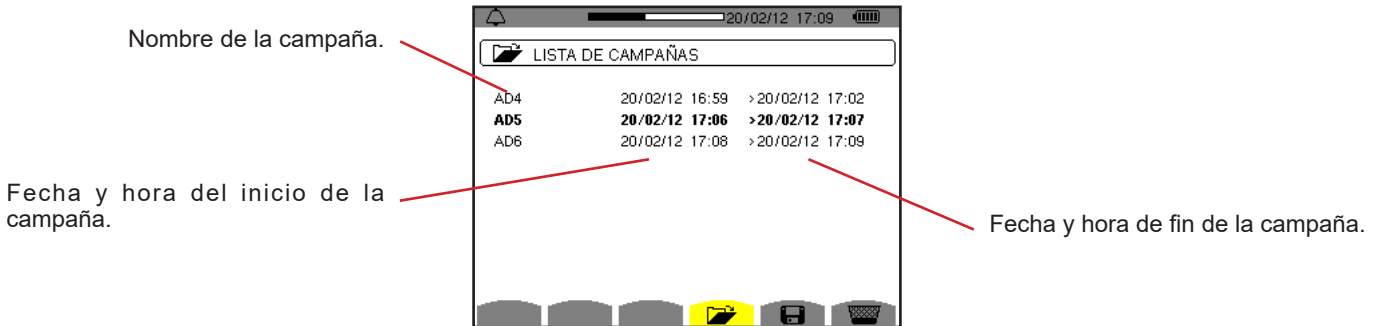 20/02/12 17:09
Nombre de la campaña.
LISTA DE CAMPAÑAS
AD4 20/02/12 16:59 >20/02/12 17:02
AD5 20/02/12 17:06 >20/02/12 17:07
AD6 20/02/12 17:08 >20/02/12 17:09
Fecha y hora del inicio de la
campaña.
Fecha y hora de fin de la campaña.